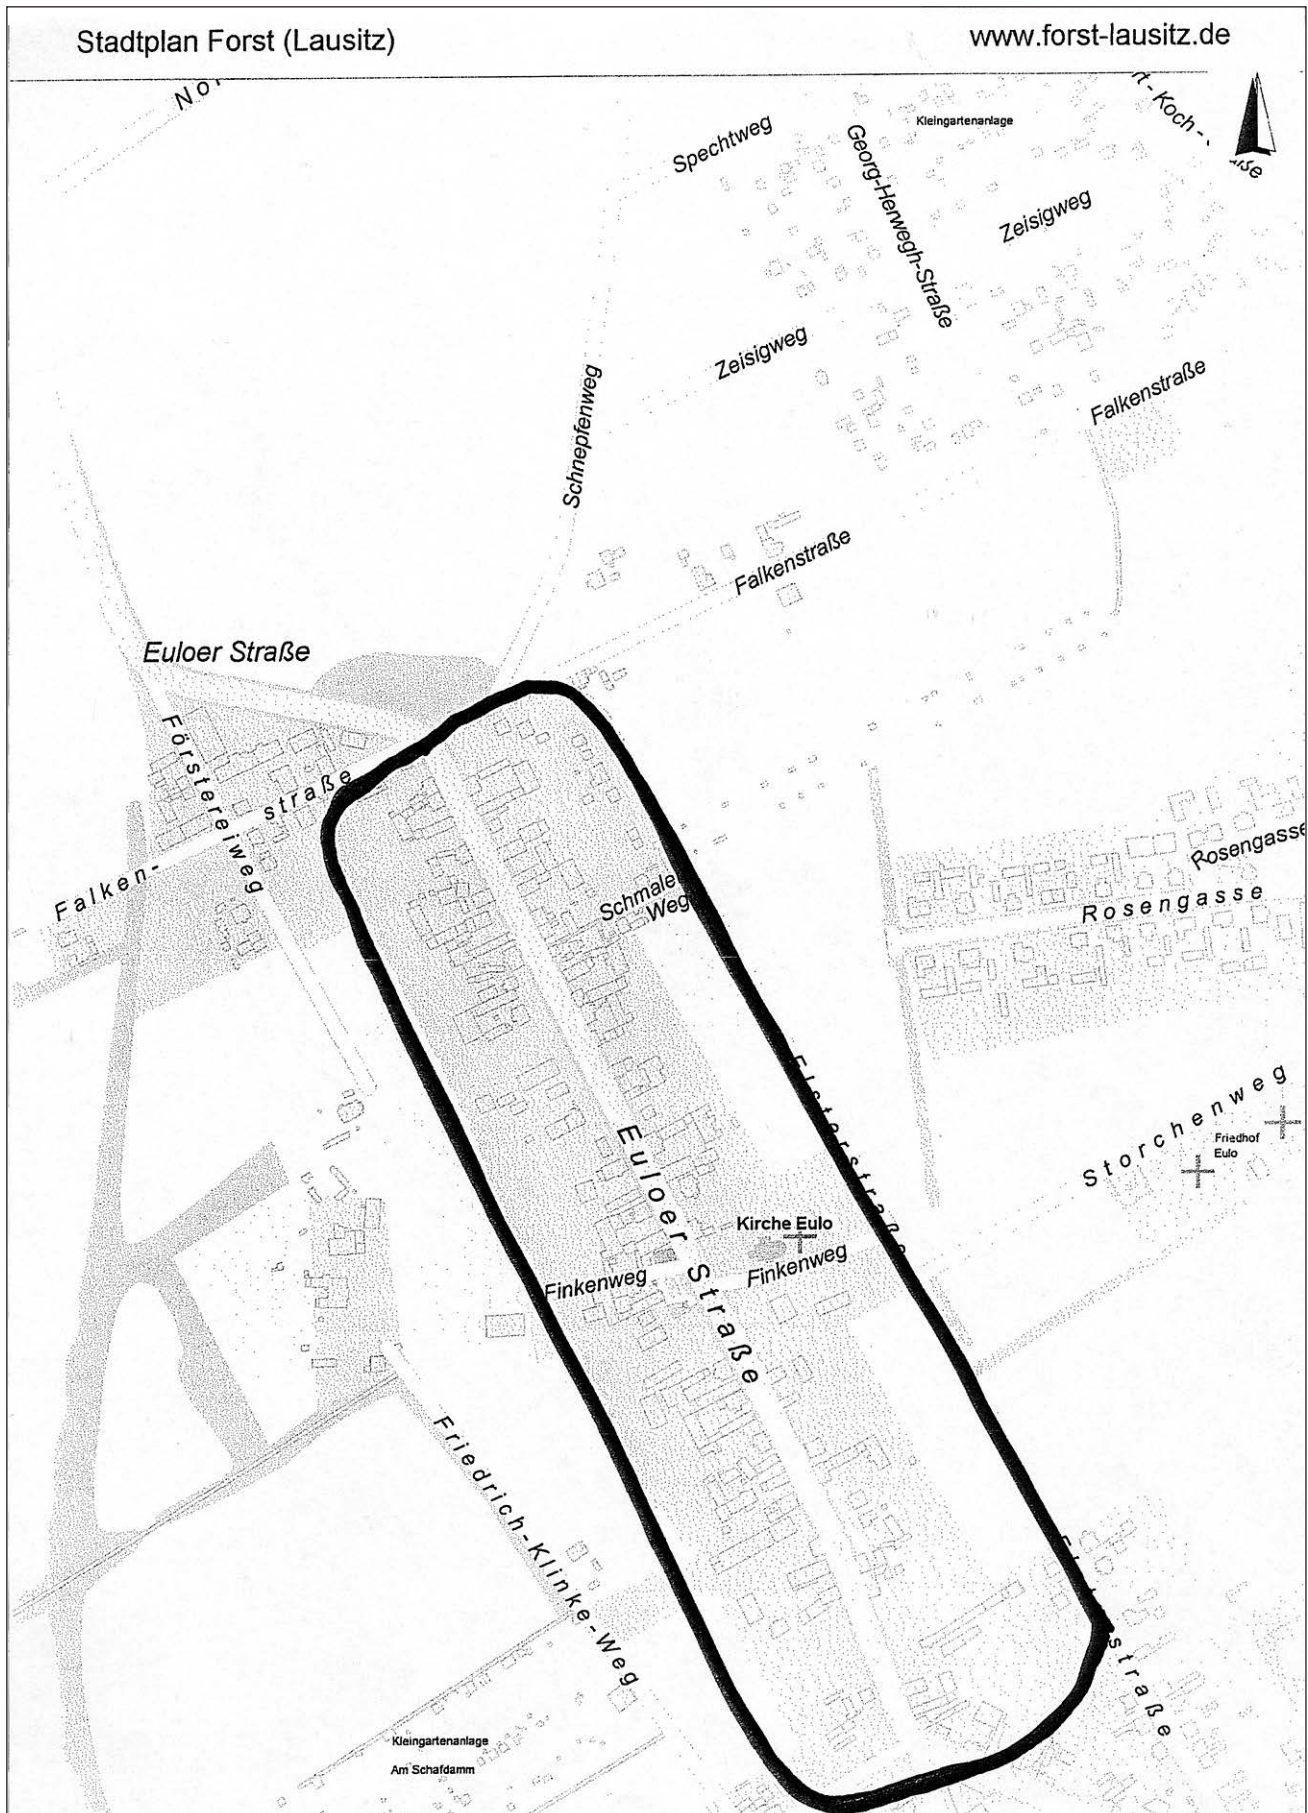 Stadtplan Forst (Lausitz)
www.forst-lausitz.de
Spechtweg
Georg-Herwegh-Straße
Kleingartenanlage
Zeisigweg
Zeisigweg
Schnepfenweg
Falkenstraße
Falkenstraße
Euloer Straße
Förstereiweg
Falken-
straße
Schmale
Weg
Rosengasse
Rosengasse
Elsterstraße
Storchenweg
Friedhof
Eulo
Euloer Straße
Kirche Eulo
Finkenweg
Finkenweg
Friedrich-Klinke-Weg
straße
Kleingartenanlage
Am Schafdamm